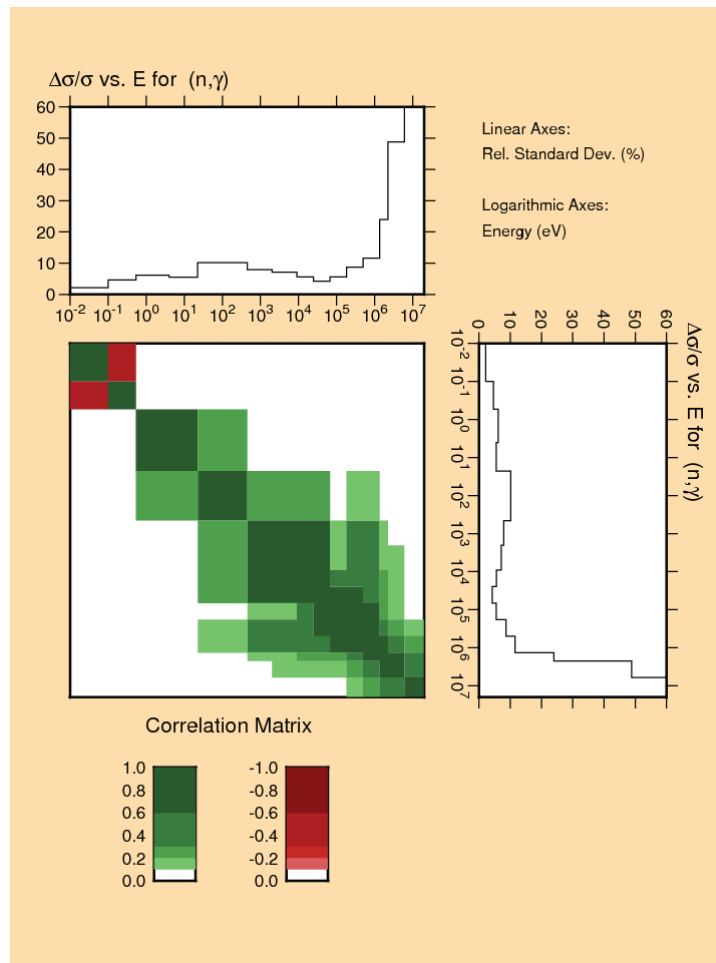 Δσ/σ vs. E for (n,γ)
60
50
40
30
20
10
0
10⁻² 10⁻¹ 10⁰ 10¹ 10² 10³ 10⁴ 10⁵ 10⁶ 10⁷
Linear Axes:
Rel. Standard Dev. (%)
Logarithmic Axes:
Energy (eV)
0 10 20 30 40 50 60
Δσ/σ vs. E for (n,γ)
10⁻² 10⁻¹ 10⁰ 10¹ 10² 10³ 10⁴ 10⁵ 10⁶ 10⁷
Correlation Matrix
1.0
0.8
0.6
0.4
0.2
0.0
-1.0
-0.8
-0.6
-0.4
-0.2
0.0